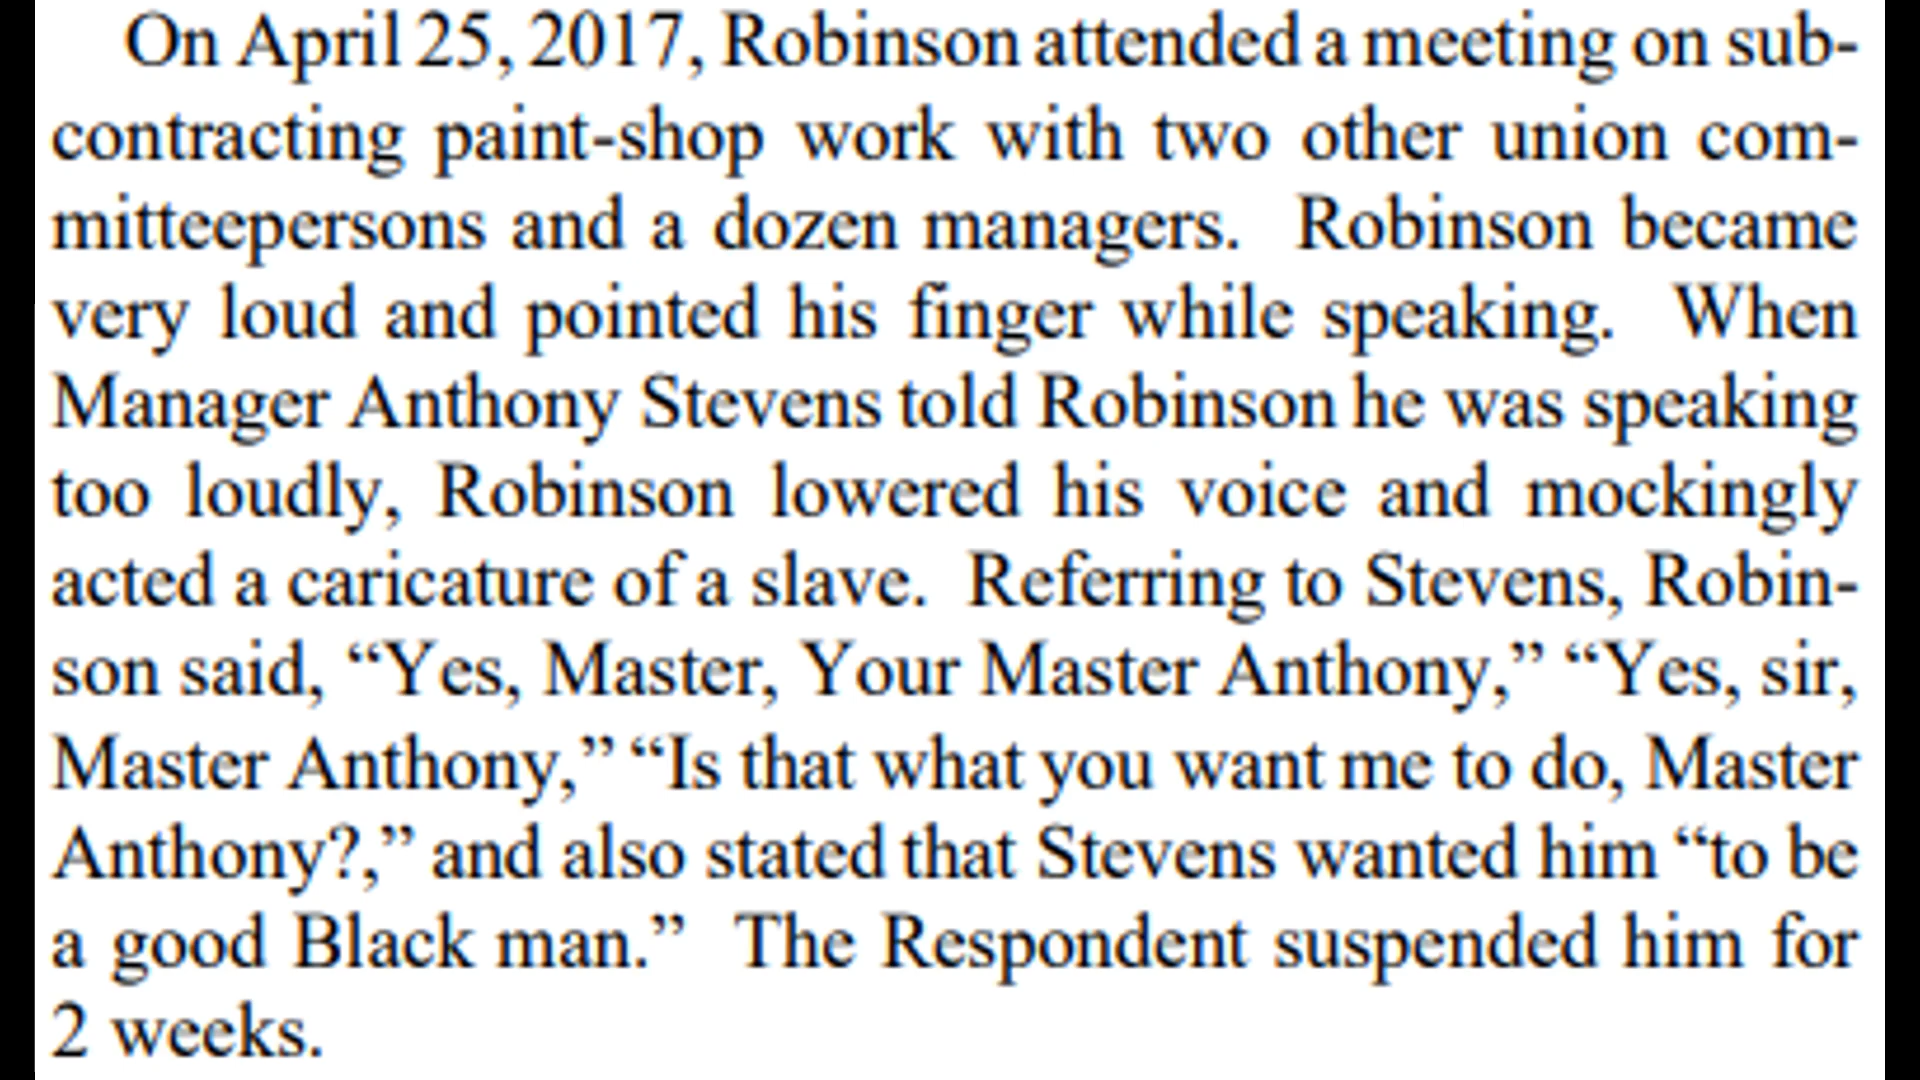 On April 25, 2017, Robinson attended a meeting on sub-
contracting paint-shop work with two other union com-
mitteepersons and a dozen managers. Robinson became
very loud and pointed his finger while speaking. When
Manager Anthony Stevens told Robinson he was speaking
too loudly, Robinson lowered his voice and mockingly
acted a caricature of a slave. Referring to Stevens, Robin-
son said, “Yes, Master, Your Master Anthony,” “Yes, sir,
Master Anthony,” “Is that what you want me to do, Master
Anthony?,” and also stated that Stevens wanted him “to be
a good Black man.” The Respondent suspended him for
2 weeks.